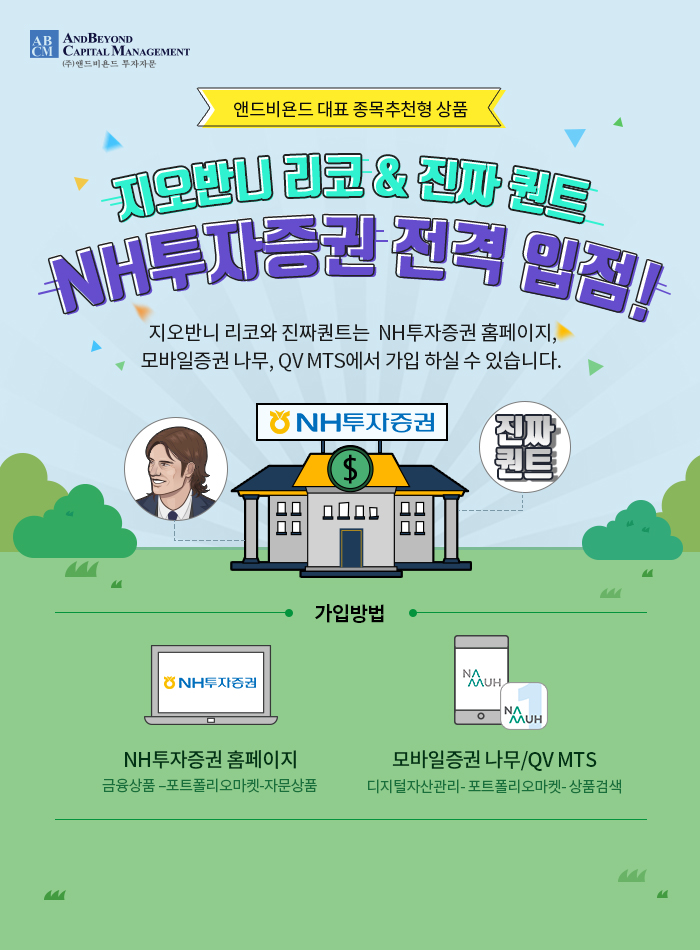 AB
CM
ANDBEYOND
CAPITAL MANAGEMENT
(주)앤드비욘드 투자자문
앤드비욘드 대표 종목추천형 상품
지오반니 리코 & 진짜 퀀트
NH투자증권 전격 입점!
지오반니 리코와 진짜퀀트는 NH투자증권 홈페이지,
모바일증권 나무, QV MTS에서 가입 하실 수 있습니다.
NH투자증권
진짜
퀀트
$
가입방법
NH투자증권
NA
MUH
1
NA
MUH
NH투자증권 홈페이지
금융상품 –포트폴리오마켓-자문상품
모바일증권 나무/QV MTS
디지털자산관리- 포트폴리오마켓- 상품검색